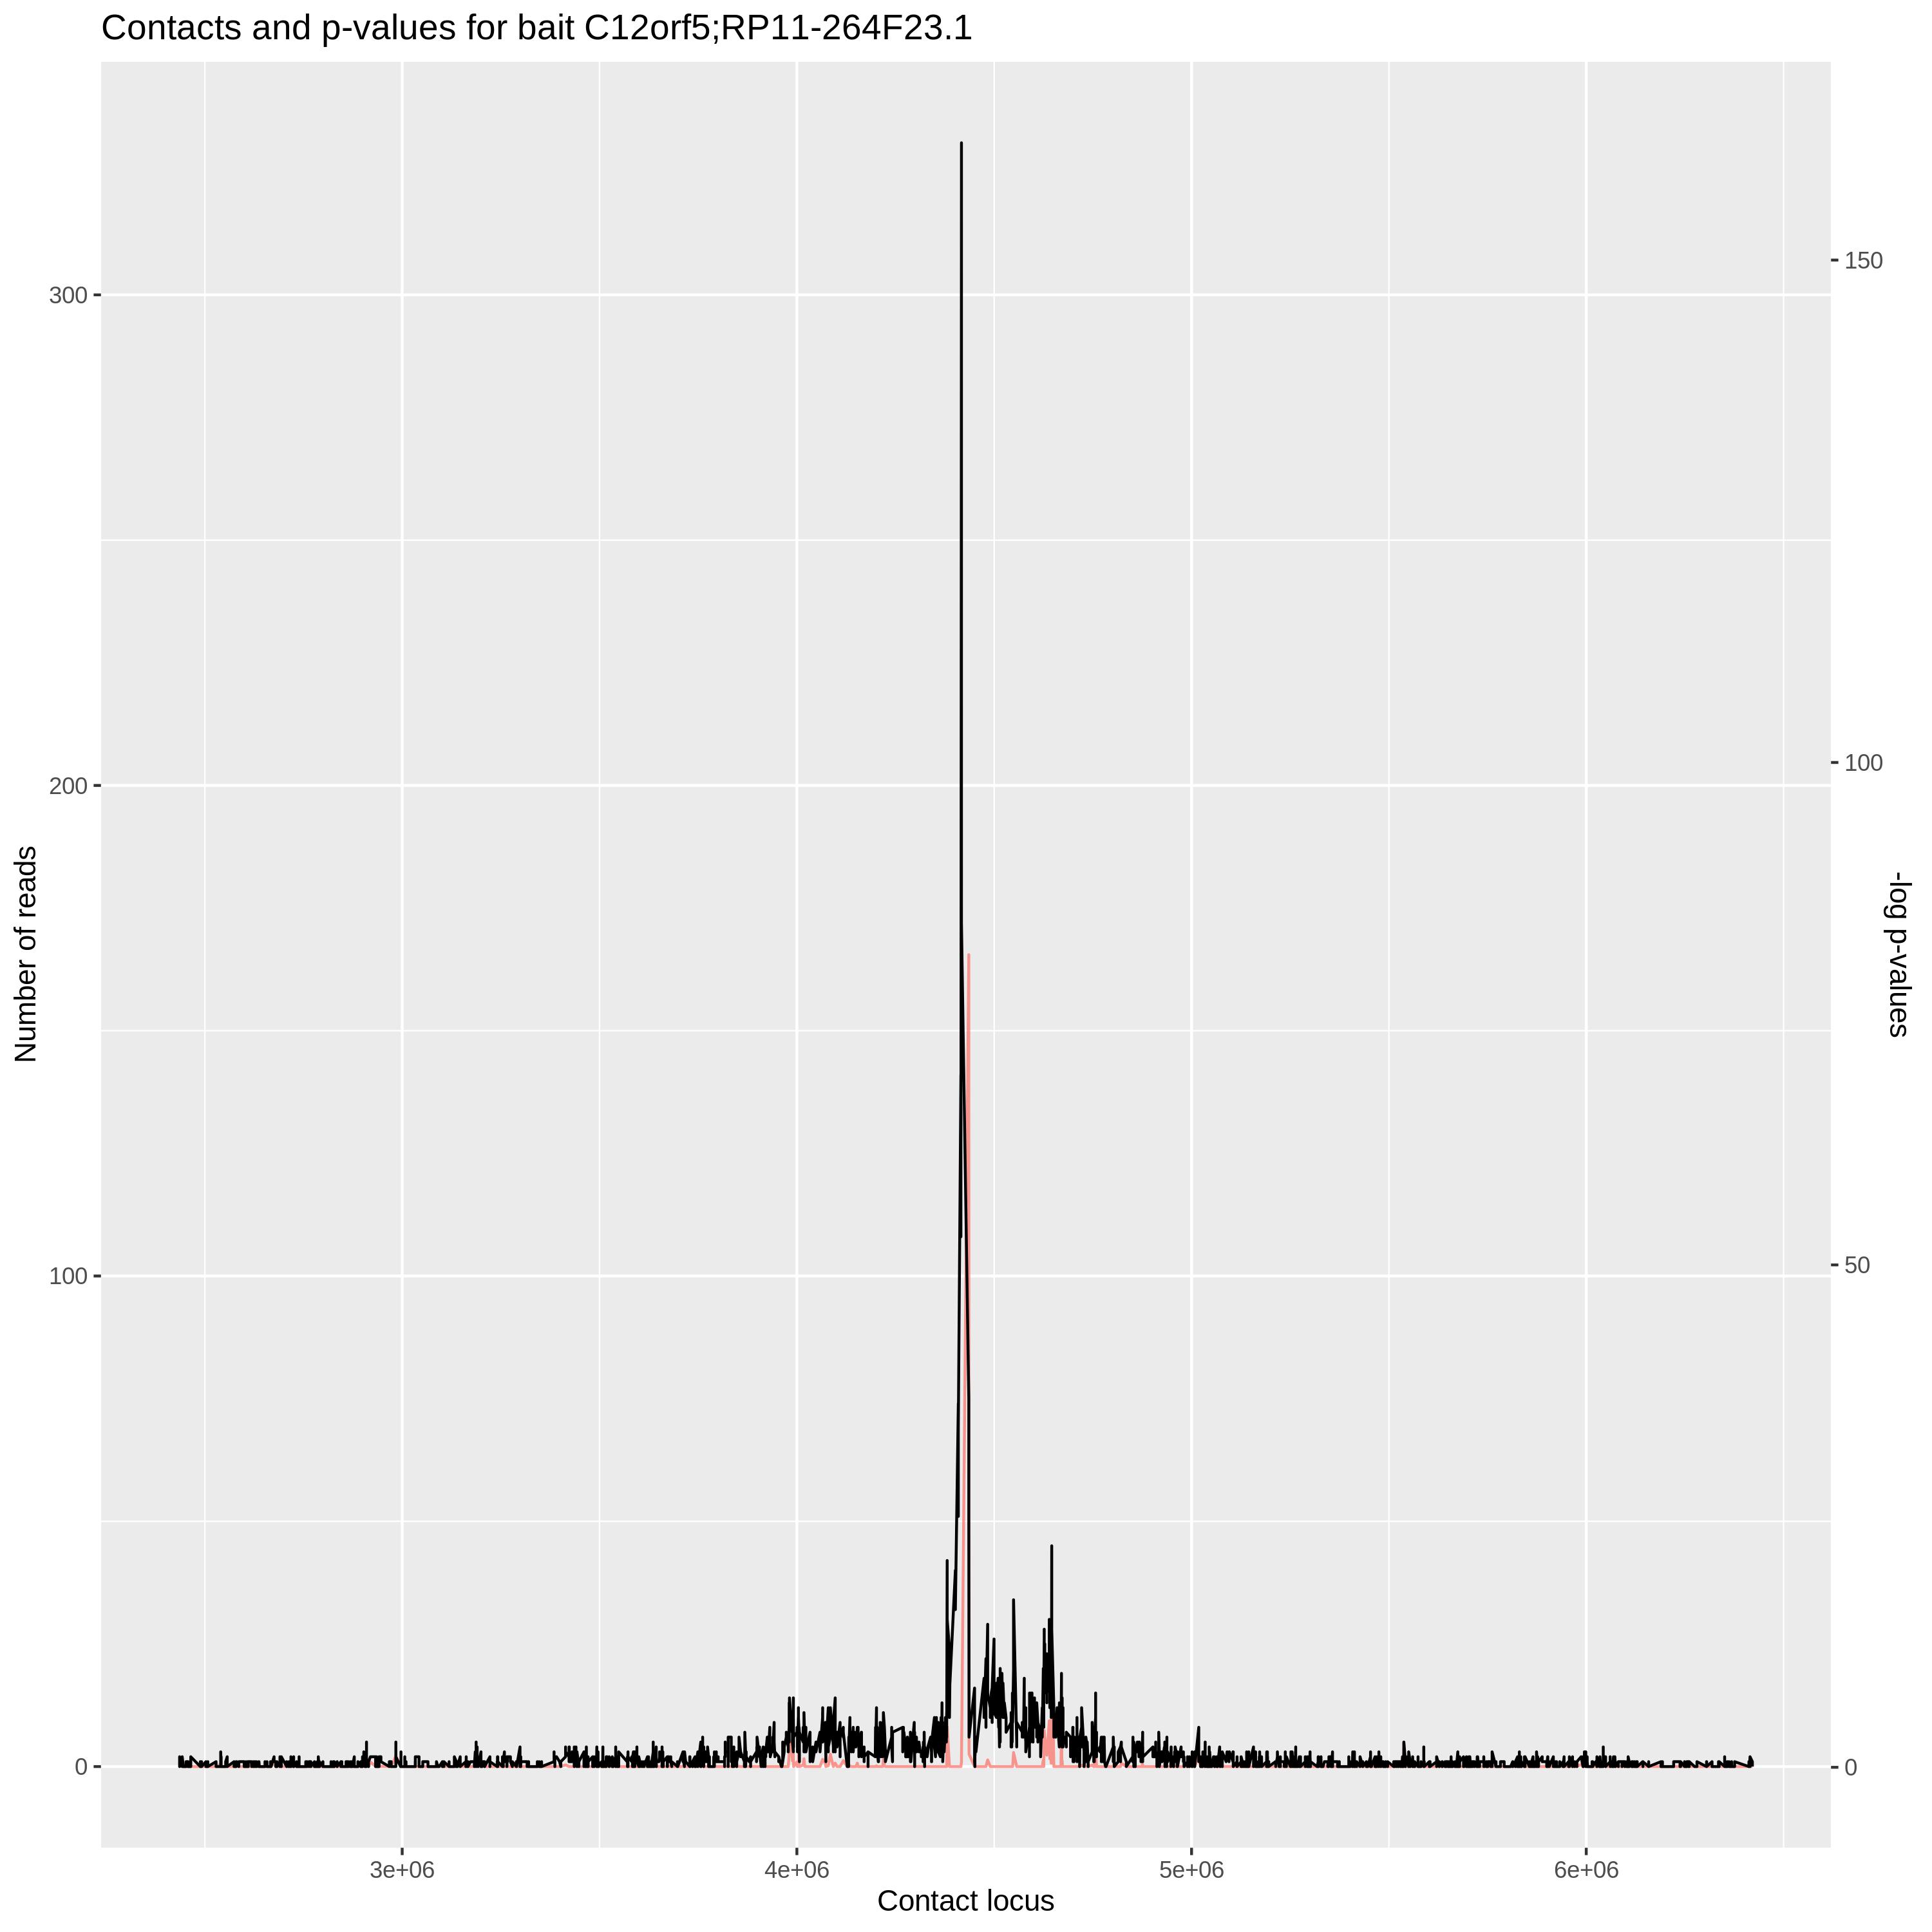 Contacts and p-values for bait C12orf5;RP11-264F23.1
300
200
100
0
Number of reads
150
100
50
0
-log p-values
3e+06 4e+06 5e+06 6e+06
Contact locus